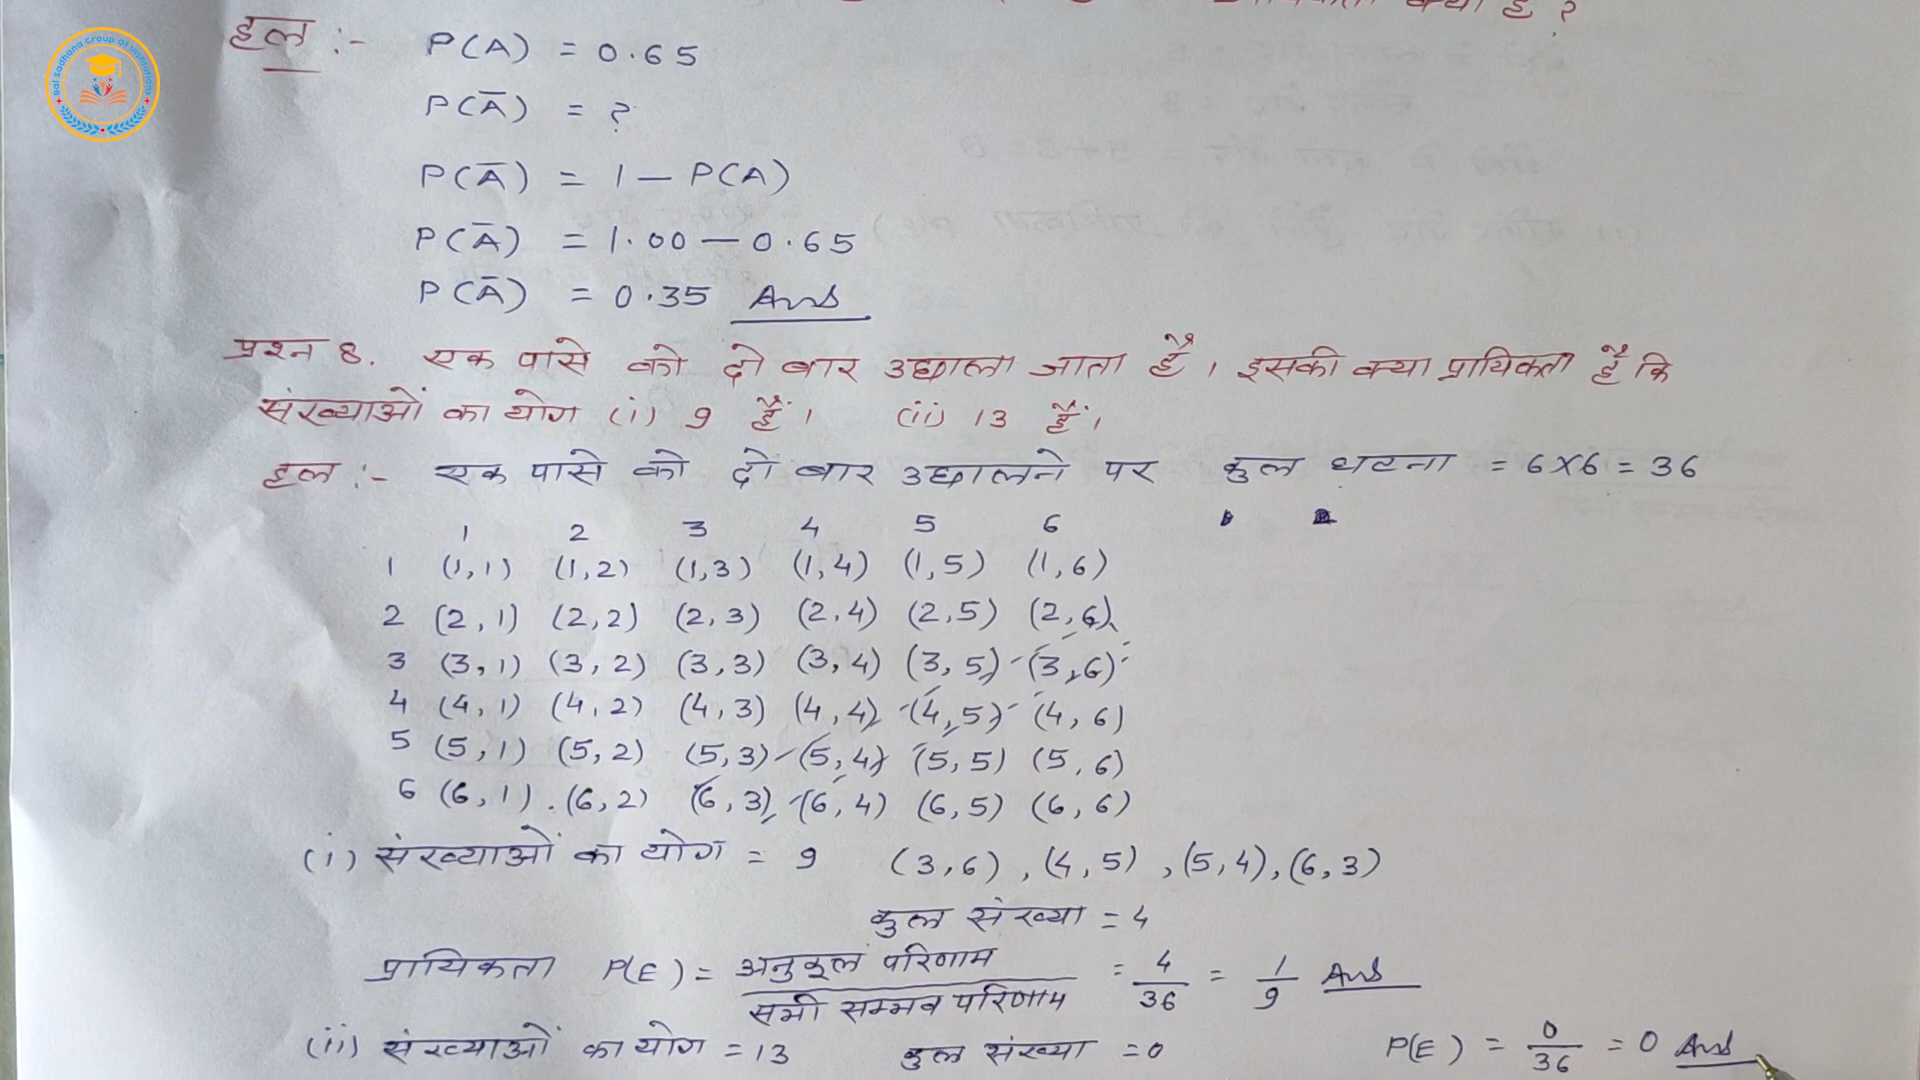 Bal Sadhana Group of Institutions
क्या है ?
हल :- P(A) = 0.65
P(Ā) = ?
P(Ā) = 1 — P(A)
P(Ā) = 1.00 — 0.65
P(Ā) = 0.35 Ans
प्रश्न 8. एक पासे को दो बार उछाला जाता है । इसकी क्या प्रायिकता है कि
संख्याओं का योग (i) 9 हैं । (ii) 13 हैं ।
हल :- एक पासे को दो बार उछालने पर कुल घटना = 6×6 = 36
1 2 3 4 5 6
1 (1,1) (1,2) (1,3) (1,4) (1,5) (1,6)
2 (2,1) (2,2) (2,3) (2,4) (2,5) (2,6)
3 (3,1) (3,2) (3,3) (3,4) (3,5) (3,6)
4 (4,1) (4,2) (4,3) (4,4) (4,5) (4,6)
5 (5,1) (5,2) (5,3) (5,4) (5,5) (5,6)
6 (6,1) (6,2) (6,3) (6,4) (6,5) (6,6)
(i) संख्याओं का योग = 9 (3,6) , (4,5) , (5,4) , (6,3)
कुल संख्या = 4
प्रायिकता P(E) = अनुकूल परिणाम / सभी सम्भव परिणाम = 4/36 = 1/9 Ans
(ii) संख्याओं का योग = 13 कुल संख्या = 0 P(E) = 0/36 = 0 Ans